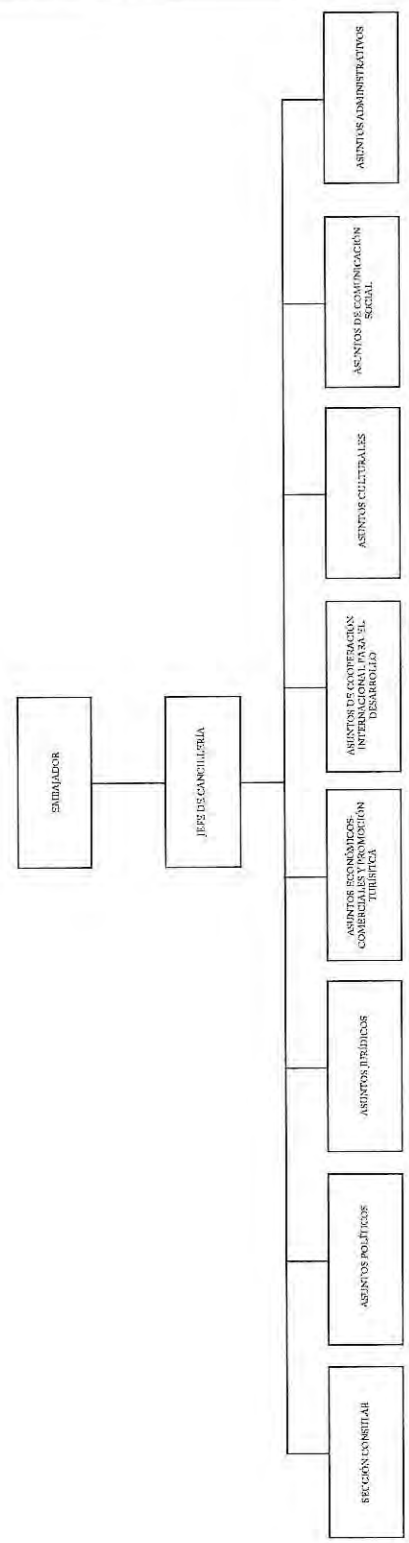 EMBAJADOR
JEFE DE CANCILLERÍA
SECCIÓN CONSULAR
ASUNTOS POLÍTICOS
ASUNTOS JURÍDICOS
ASUNTOS ECONÓMICOS-
COMERCIALES Y PROMOCIÓN
TURÍSITCA
ASUNTOS DE COOPERACIÓN
INTERNACIONAL PARA EL
DESARROLLO
ASUNTOS CULTURALES
ASUNTOS DE COMUNICACIÓN
SOCIAL
ASUNTOS ADMINISTRATIVOS